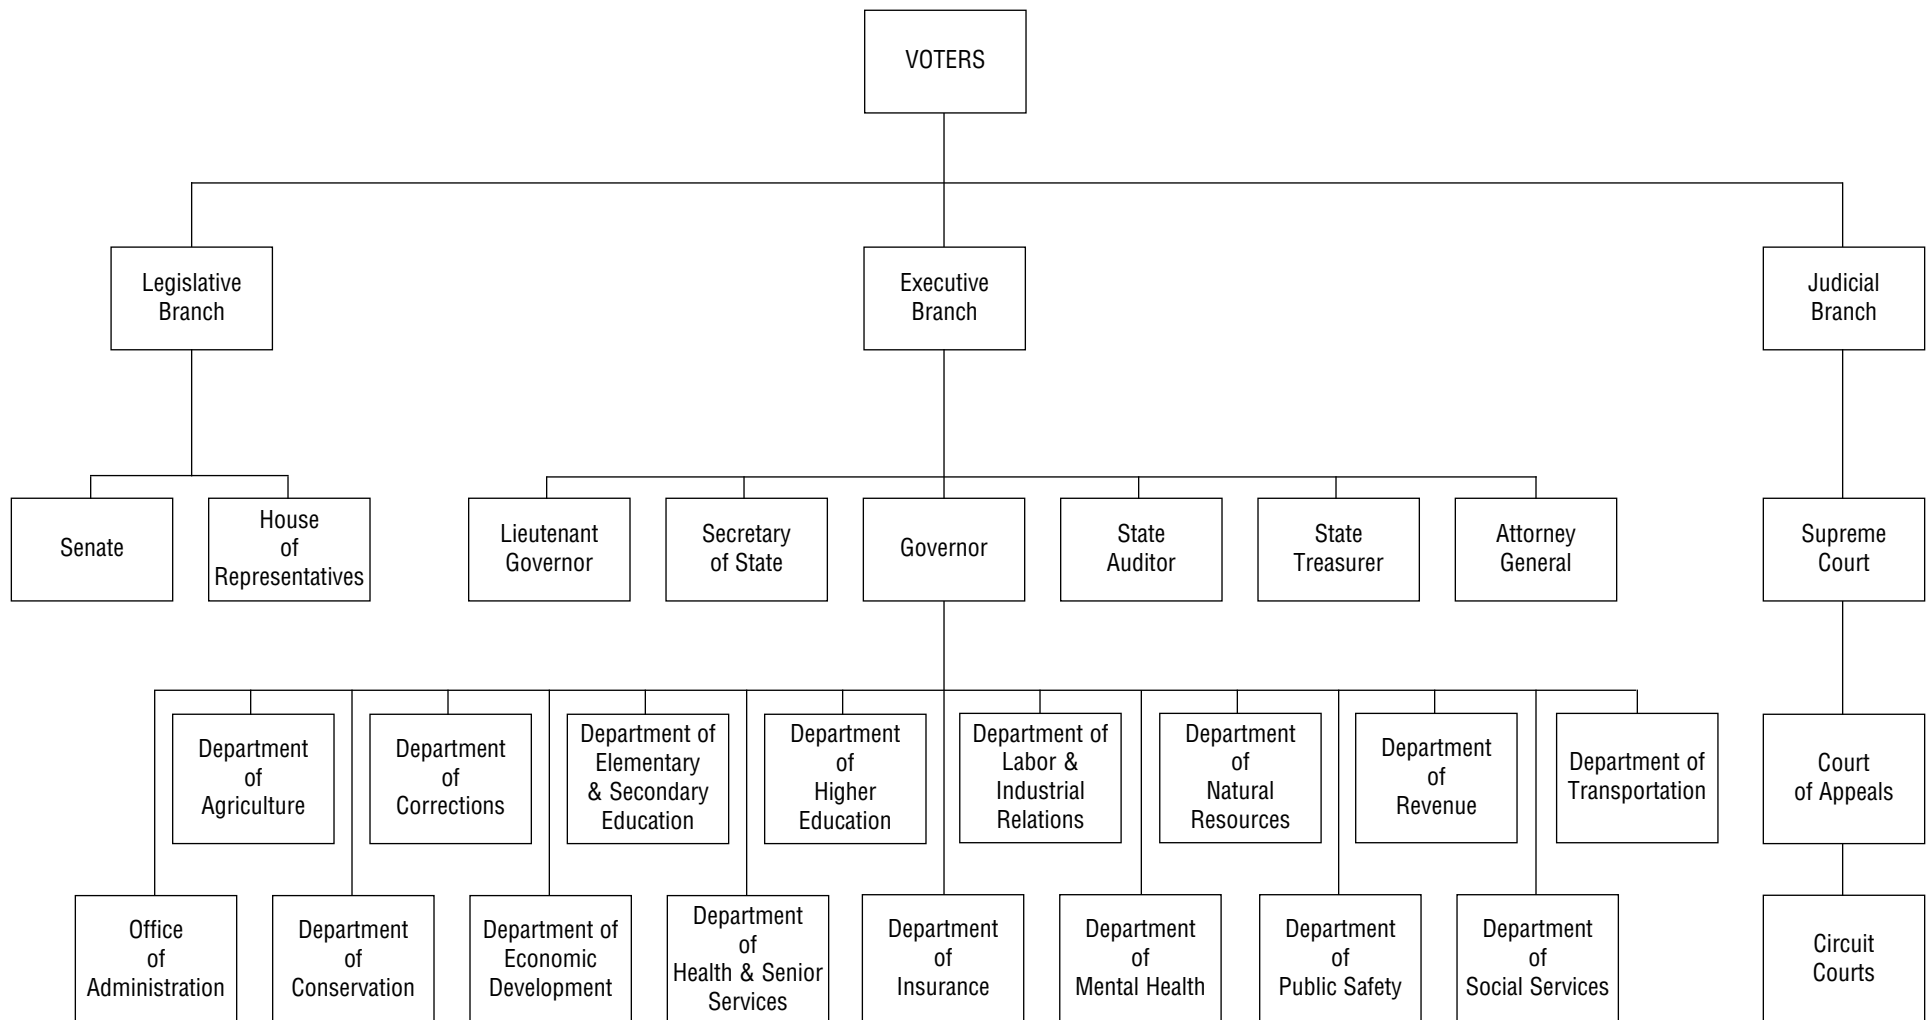 VOTERS
Legislative
Branch
Executive
Branch
Judicial
Branch
Senate
House
of
Representatives
Lieutenant
Governor
Secretary
of State
Governor
State
Auditor
State
Treasurer
Attorney
General
Supreme
Court
Department
of
Agriculture
Department
of
Corrections
Department of
Elementary
& Secondary
Education
Department
of
Higher
Education
Department of
Labor &
Industrial
Relations
Department
of
Natural
Resources
Department
of
Revenue
Department of
Transportation
Court
of Appeals
Office
of
Administration
Department
of
Conservation
Department of
Economic
Development
Department
of
Health & Senior
Services
Department
of
Insurance
Department
of
Mental Health
Department
of
Public Safety
Department
of
Social Services
Circuit
Courts